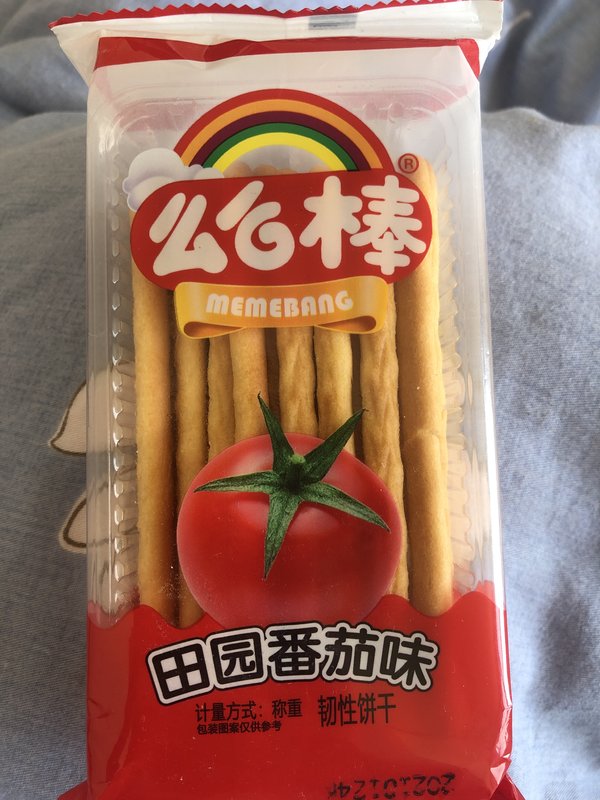 ®
么么棒
MEMEBANG
田园番茄味
计量方式：称重 韧性饼干
包装图案仅供参考